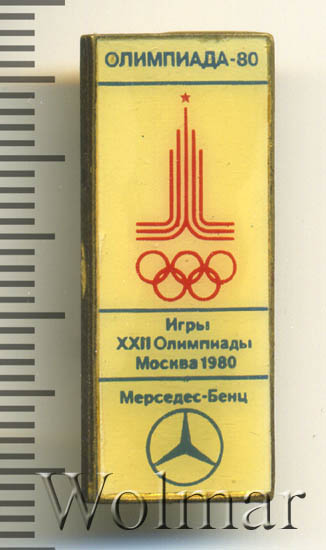 ОЛИМПИАДА-80
Игры
XXII Олимпиады
Москва 1980
Мерседес-Бенц
Wolmar